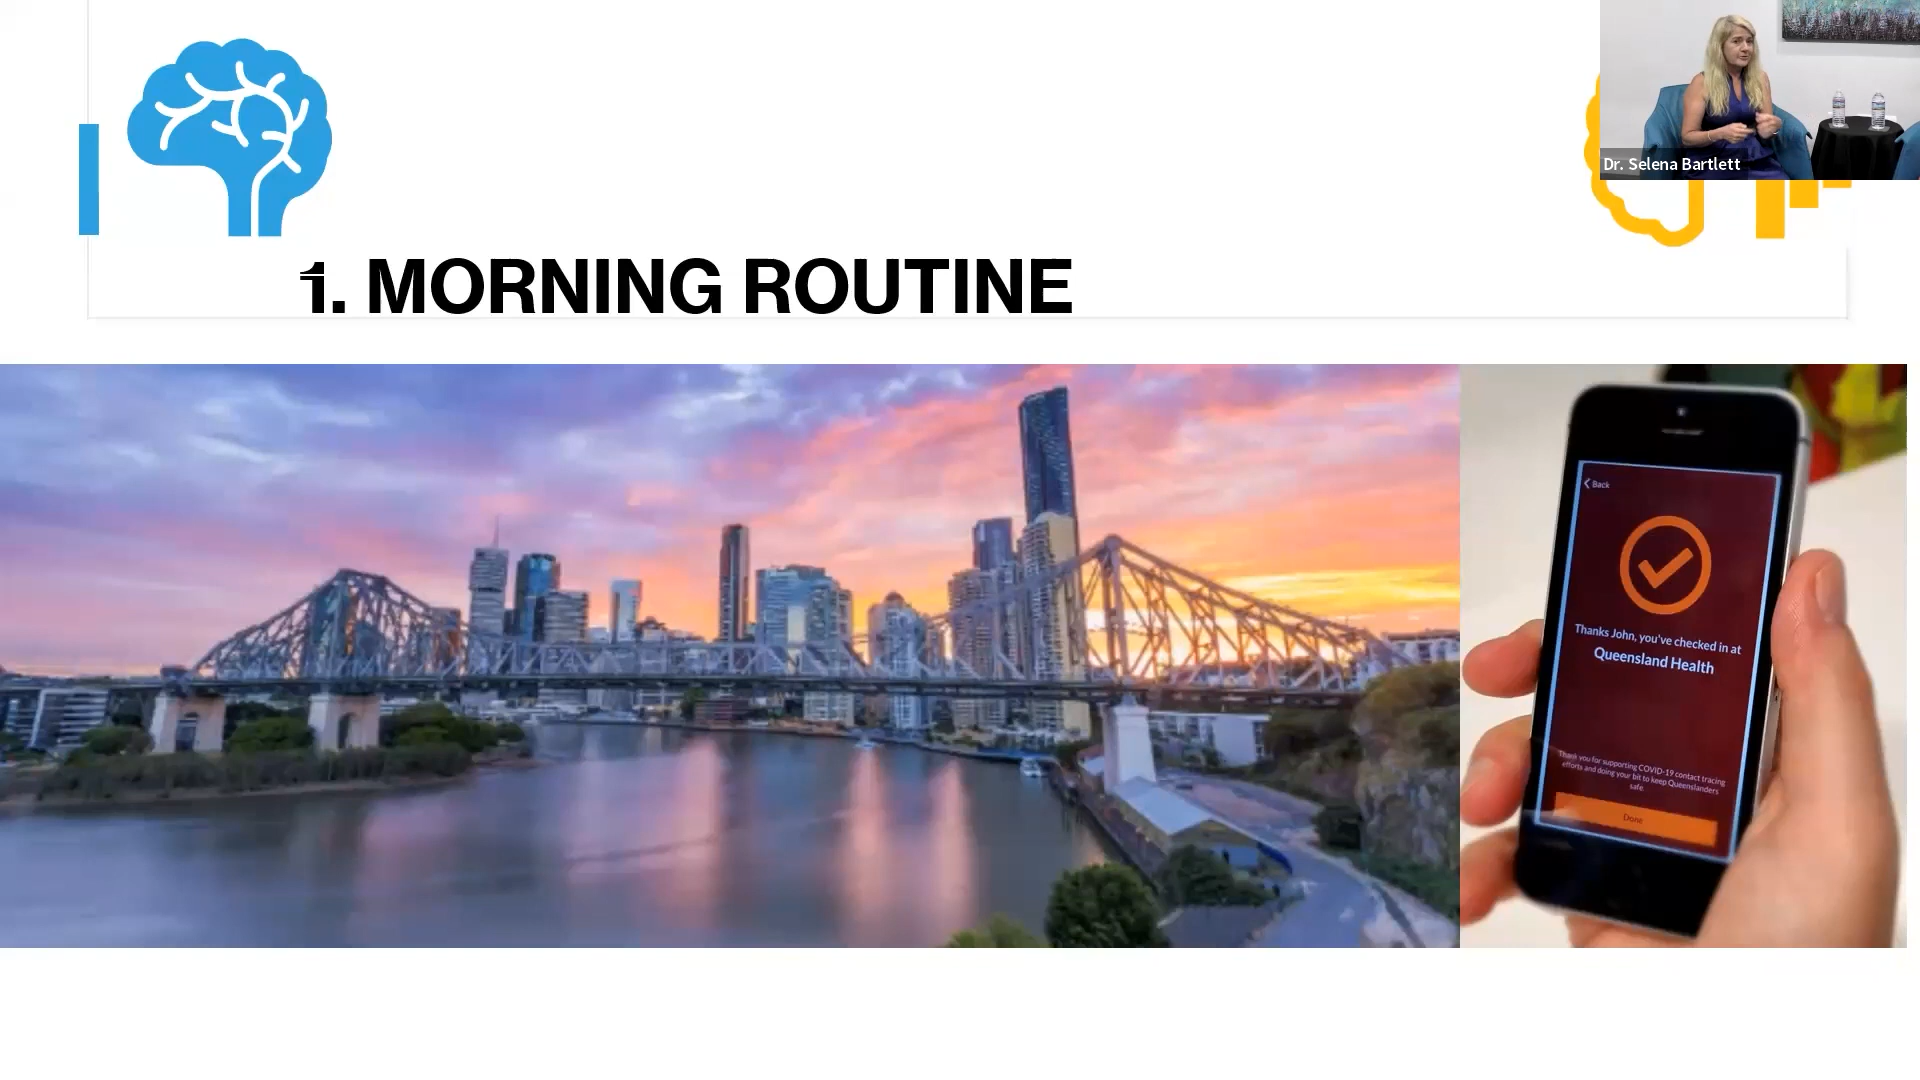 Dr. Selena Bartlett
1. MORNING ROUTINE
Back
Thanks John, you've checked in at
Queensland Health
Thank you for supporting COVID-19 contact tracing
efforts and doing your bit to keep Queenslanders
safe.
Done